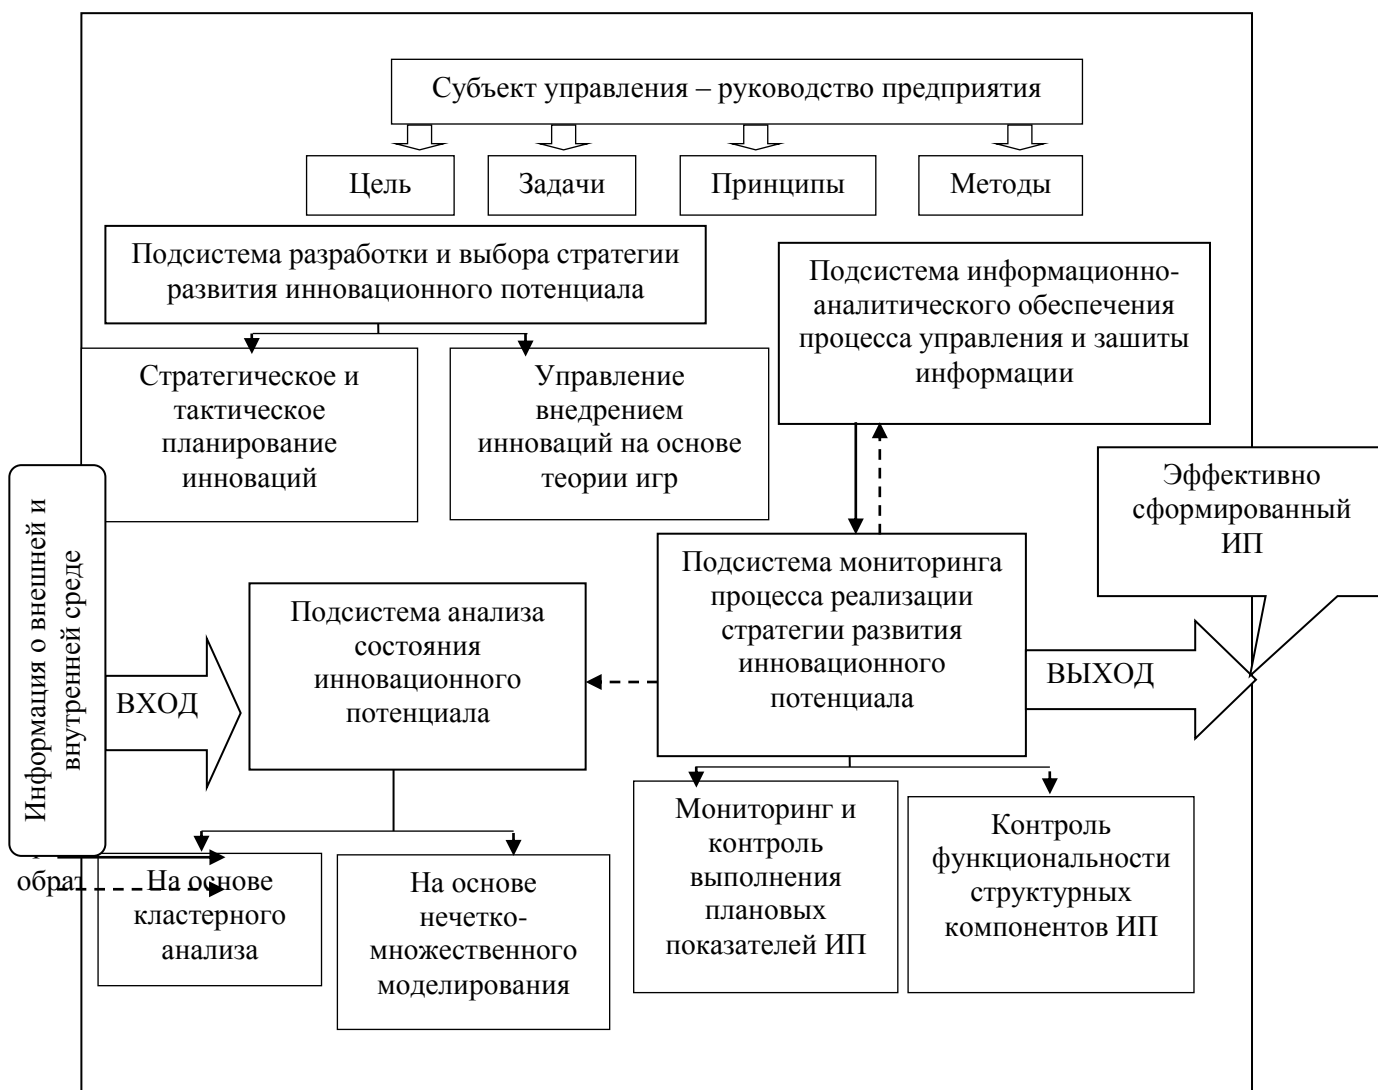 Субъект управления – руководство предприятия
Цель
Задачи
Принципы
Методы
Подсистема разработки и выбора стратегии
развития инновационного потенциала
Подсистема информационно-
аналитического обеспечения
процесса управления и зашиты
информации
Стратегическое и
тактическое
планирование
инноваций
Управление
внедрением
инноваций на основе
теории игр
Эффективно
сформированный
ИП
Информация о внешней и
внутренней среде
ВХОД
Подсистема анализа
состояния
инновационного
потенциала
Подсистема мониторинга
процесса реализации
стратегии развития
инновационного
потенциала
ВЫХОД
обрат
На основе
кластерного
анализа
На основе
нечетко-
множественного
моделирования
Мониторинг и
контроль
выполнения
плановых
показателей ИП
Контроль
функциональности
структурных
компонентов ИП